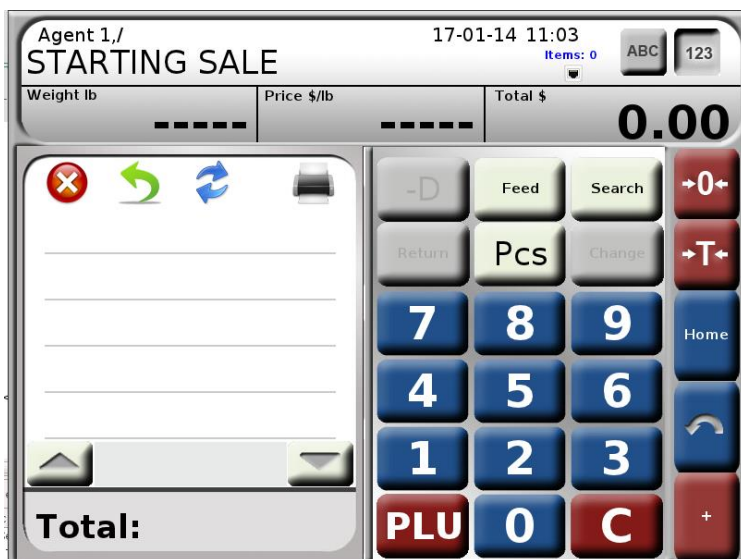 Agent 1,/
17-01-14 11:03
STARTING SALE
Items: 0
ABC
123
Weight lb
Price $/lb
Total $
-----
-----
0.00
-D
Feed
Search
→0←
Return
Pcs
Change
→T←
7
8
9
Home
4
5
6
1
2
3
Total:
PLU
0
C
+